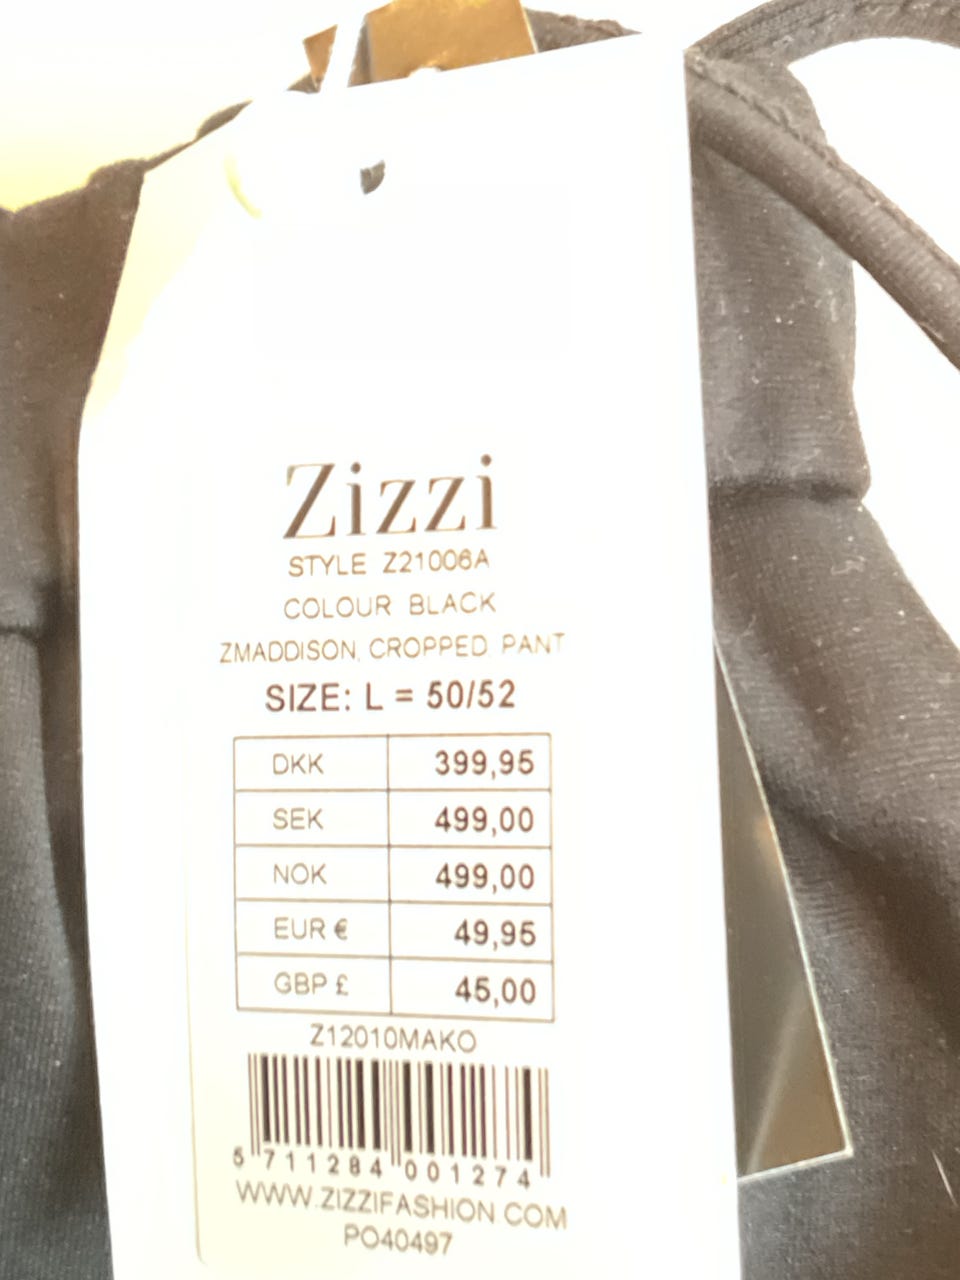 Zizzi
STYLE Z21006A
COLOUR BLACK
ZMADDISON, CROPPED PANT
SIZE: L = 50/52
DKK 399,95
SEK 499,00
NOK 499,00
EUR € 49,95
GBP £ 45,00
Z12010MAKO
5 711284 001274
WWW.ZIZZIFASHION.COM
PO40497